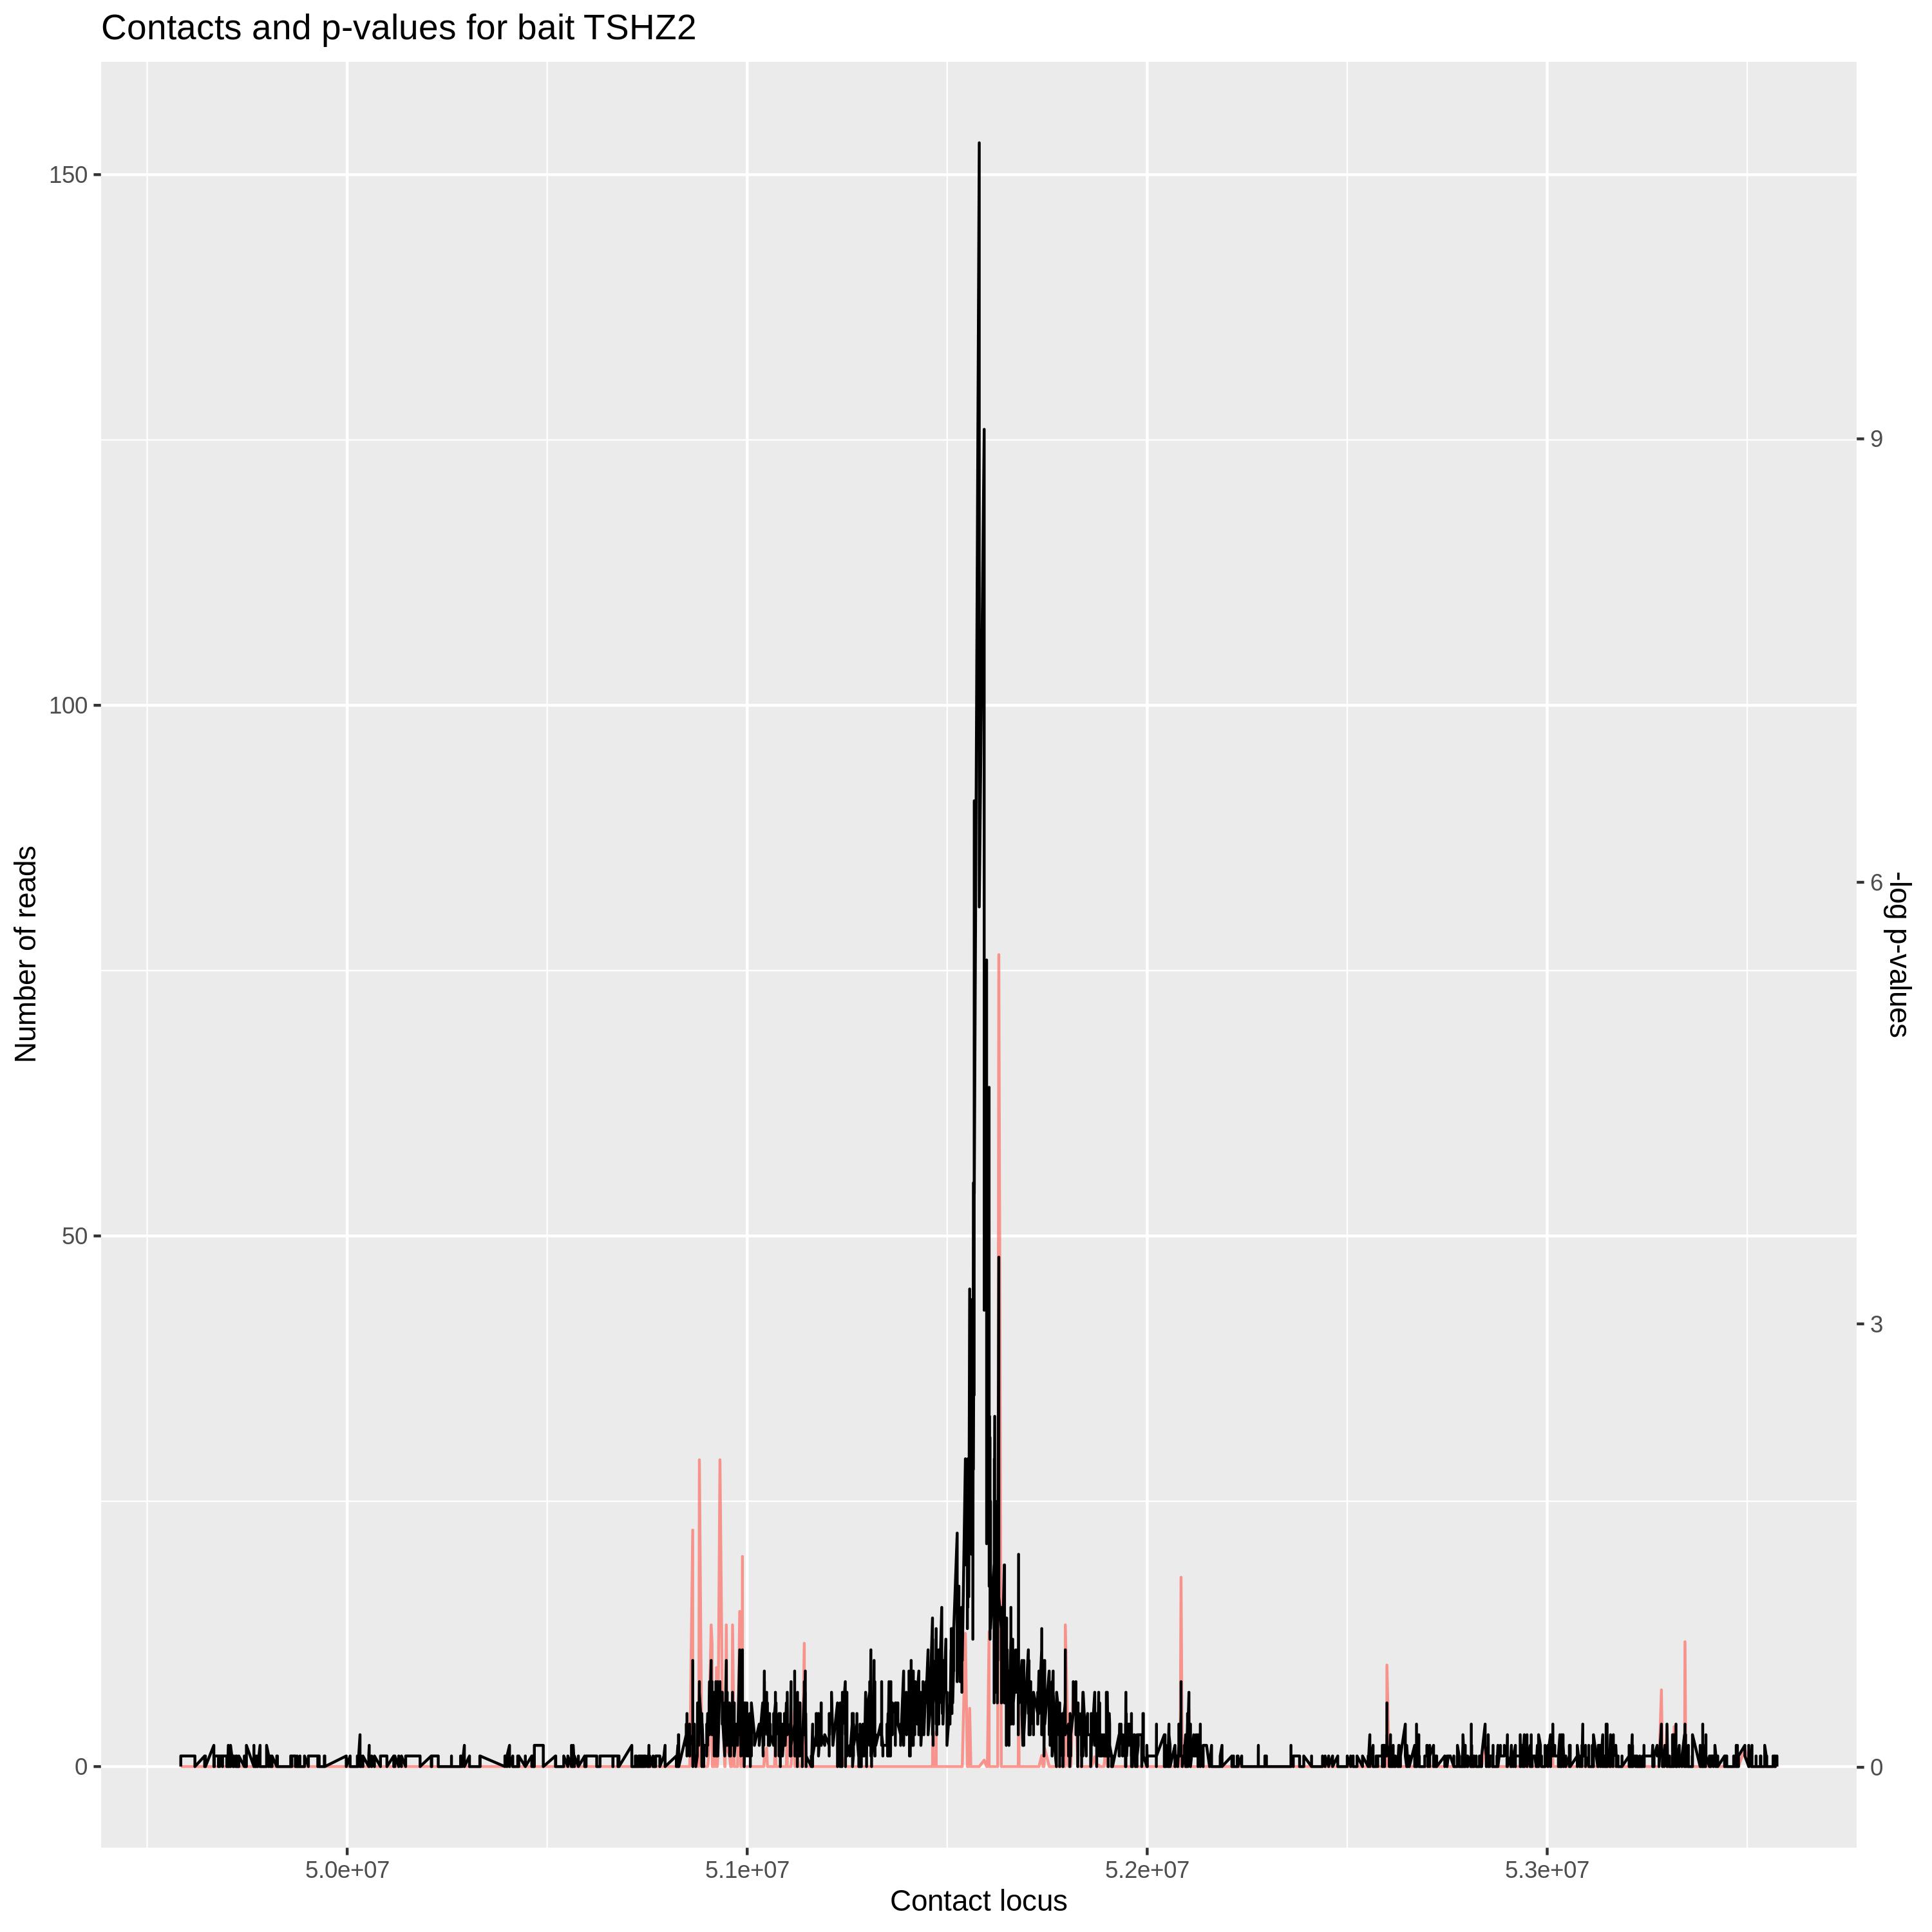 Contacts and p-values for bait TSHZ2
150
100
50
0
Number of reads
9
6
3
0
-log p-values
5.0e+07
5.1e+07
5.2e+07
5.3e+07
Contact locus